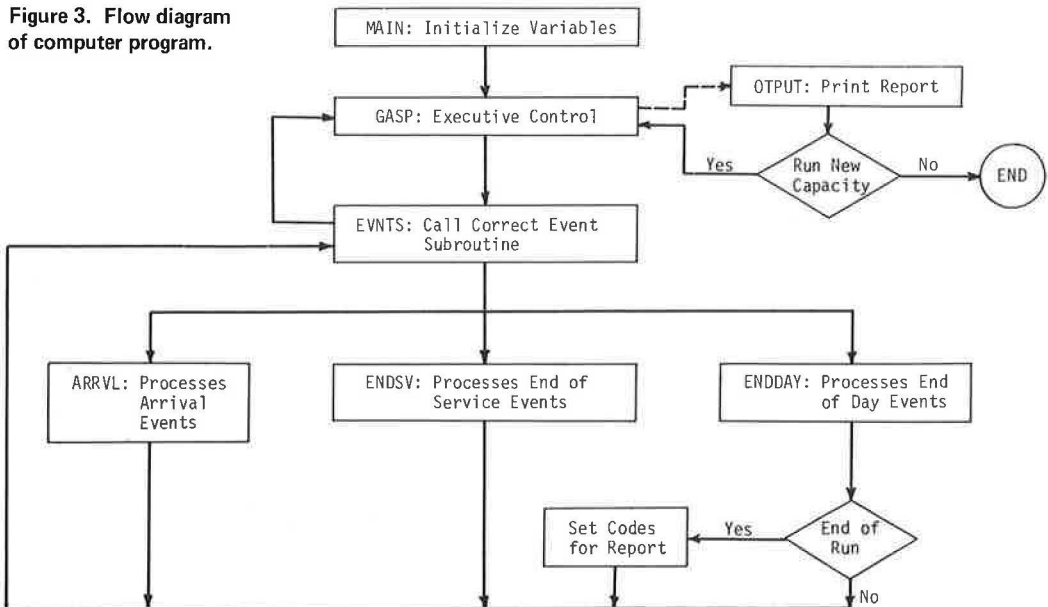 Figure 3. Flow diagram
of computer program.
MAIN: Initialize Variables
GASP: Executive Control
OTPUT: Print Report
Yes
Run New
Capacity
No
END
EVNTS: Call Correct Event
Subroutine
ARRVL: Processes
Arrival
Events
ENDSV: Processes End of
Service Events
ENDDAY: Processes End
of Day Events
Set Codes
for Report
Yes
End of
Run
No